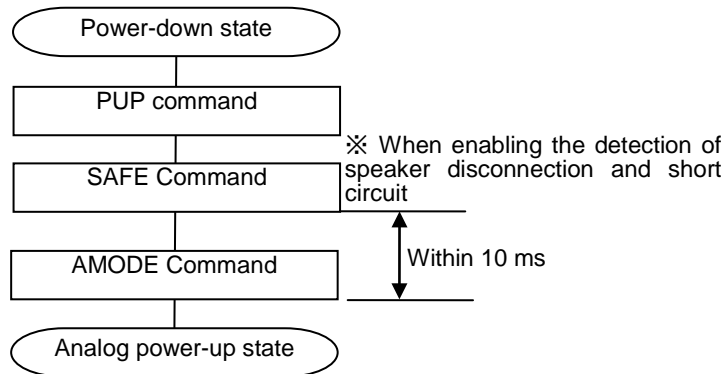 Power-down state
PUP command
※ When enabling the detection of
speaker disconnection and short
circuit
SAFE Command
AMODE Command
Within 10 ms
Analog power-up state